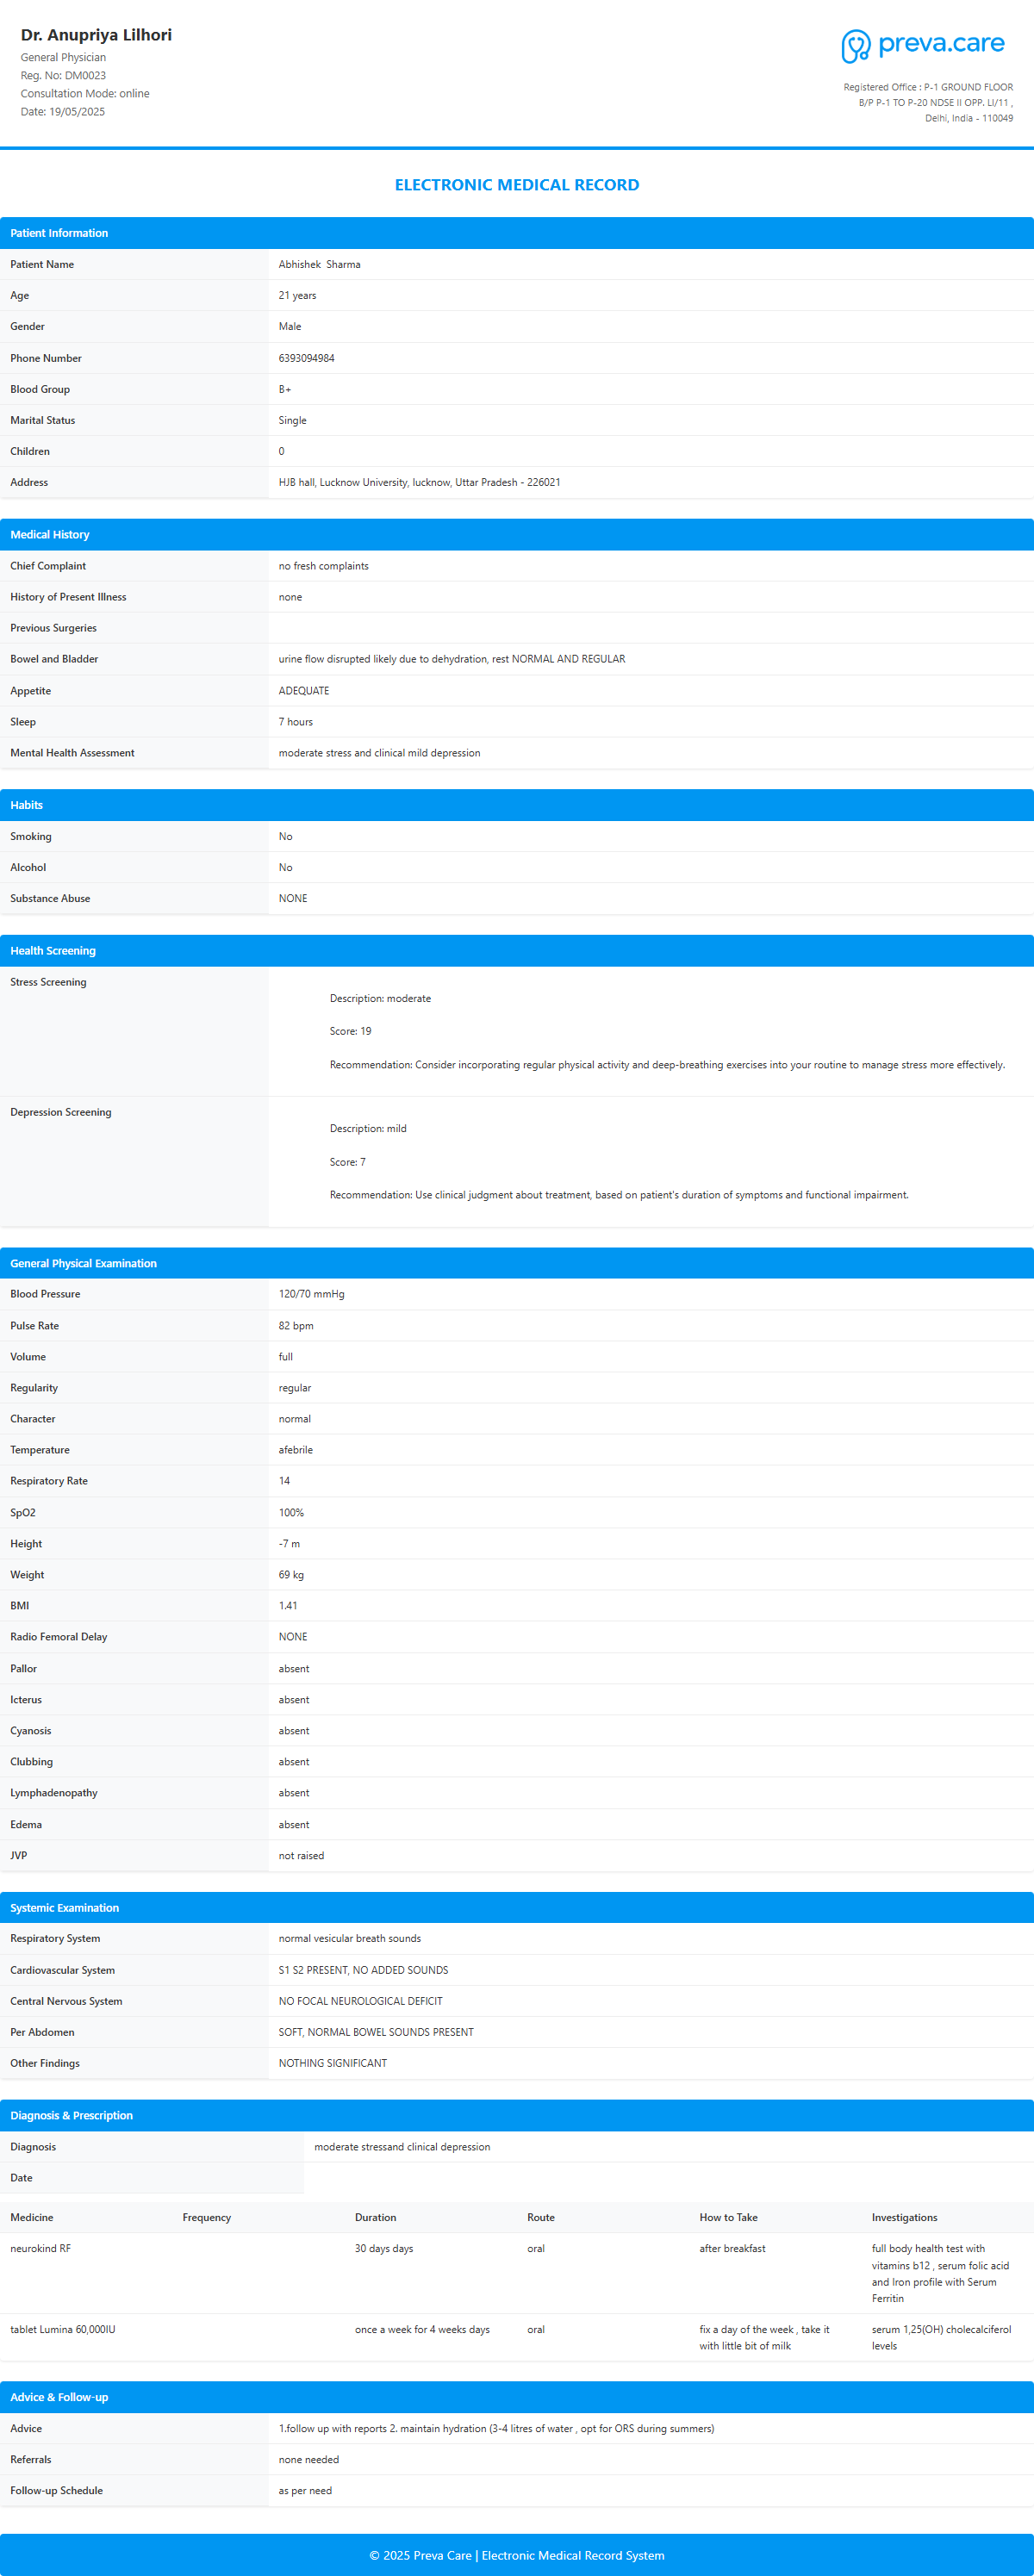 Dr. Anupriya Lilhori
General Physician
Reg. No: DM0023
Consultation Mode: online
Date: 19/05/2025
preva.care
Registered Office : P-1 GROUND FLOOR
B/P P-1 TO P-20 NDSE II OPP. LI/11 ,
Delhi, India - 110049
ELECTRONIC MEDICAL RECORD
Patient Information
Patient Name Abhishek Sharma
Age 21 years
Gender Male
Phone Number 6393094984
Blood Group B+
Marital Status Single
Children 0
Address HJB hall, Lucknow University, lucknow, Uttar Pradesh - 226021
Medical History
Chief Complaint no fresh complaints
History of Present Illness none
Previous Surgeries
Bowel and Bladder urine flow disrupted likely due to dehydration, rest NORMAL AND REGULAR
Appetite ADEQUATE
Sleep 7 hours
Mental Health Assessment moderate stress and clinical mild depression
Habits
Smoking No
Alcohol No
Substance Abuse NONE
Health Screening
Stress Screening
Description: moderate
Score: 19
Recommendation: Consider incorporating regular physical activity and deep-breathing exercises into your routine to manage stress more effectively.
Depression Screening
Description: mild
Score: 7
Recommendation: Use clinical judgment about treatment, based on patient's duration of symptoms and functional impairment.
General Physical Examination
Blood Pressure 120/70 mmHg
Pulse Rate 82 bpm
Volume full
Regularity regular
Character normal
Temperature afebrile
Respiratory Rate 14
SpO2 100%
Height -7 m
Weight 69 kg
BMI 1.41
Radio Femoral Delay NONE
Pallor absent
Icterus absent
Cyanosis absent
Clubbing absent
Lymphadenopathy absent
Edema absent
JVP not raised
Systemic Examination
Respiratory System normal vesicular breath sounds
Cardiovascular System S1 S2 PRESENT, NO ADDED SOUNDS
Central Nervous System NO FOCAL NEUROLOGICAL DEFICIT
Per Abdomen SOFT, NORMAL BOWEL SOUNDS PRESENT
Other Findings NOTHING SIGNIFICANT
Diagnosis & Prescription
Diagnosis moderate stressand clinical depression
Date
Medicine Frequency Duration Route How to Take Investigations
neurokind RF 30 days days oral after breakfast full body health test with
vitamins b12 , serum folic acid
and Iron profile with Serum
Ferritin
tablet Lumina 60,000IU once a week for 4 weeks days oral fix a day of the week , take it serum 1,25(OH) cholecalciferol
with little bit of milk levels
Advice & Follow-up
Advice 1.follow up with reports 2. maintain hydration (3-4 litres of water , opt for ORS during summers)
Referrals none needed
Follow-up Schedule as per need
© 2025 Preva Care | Electronic Medical Record System